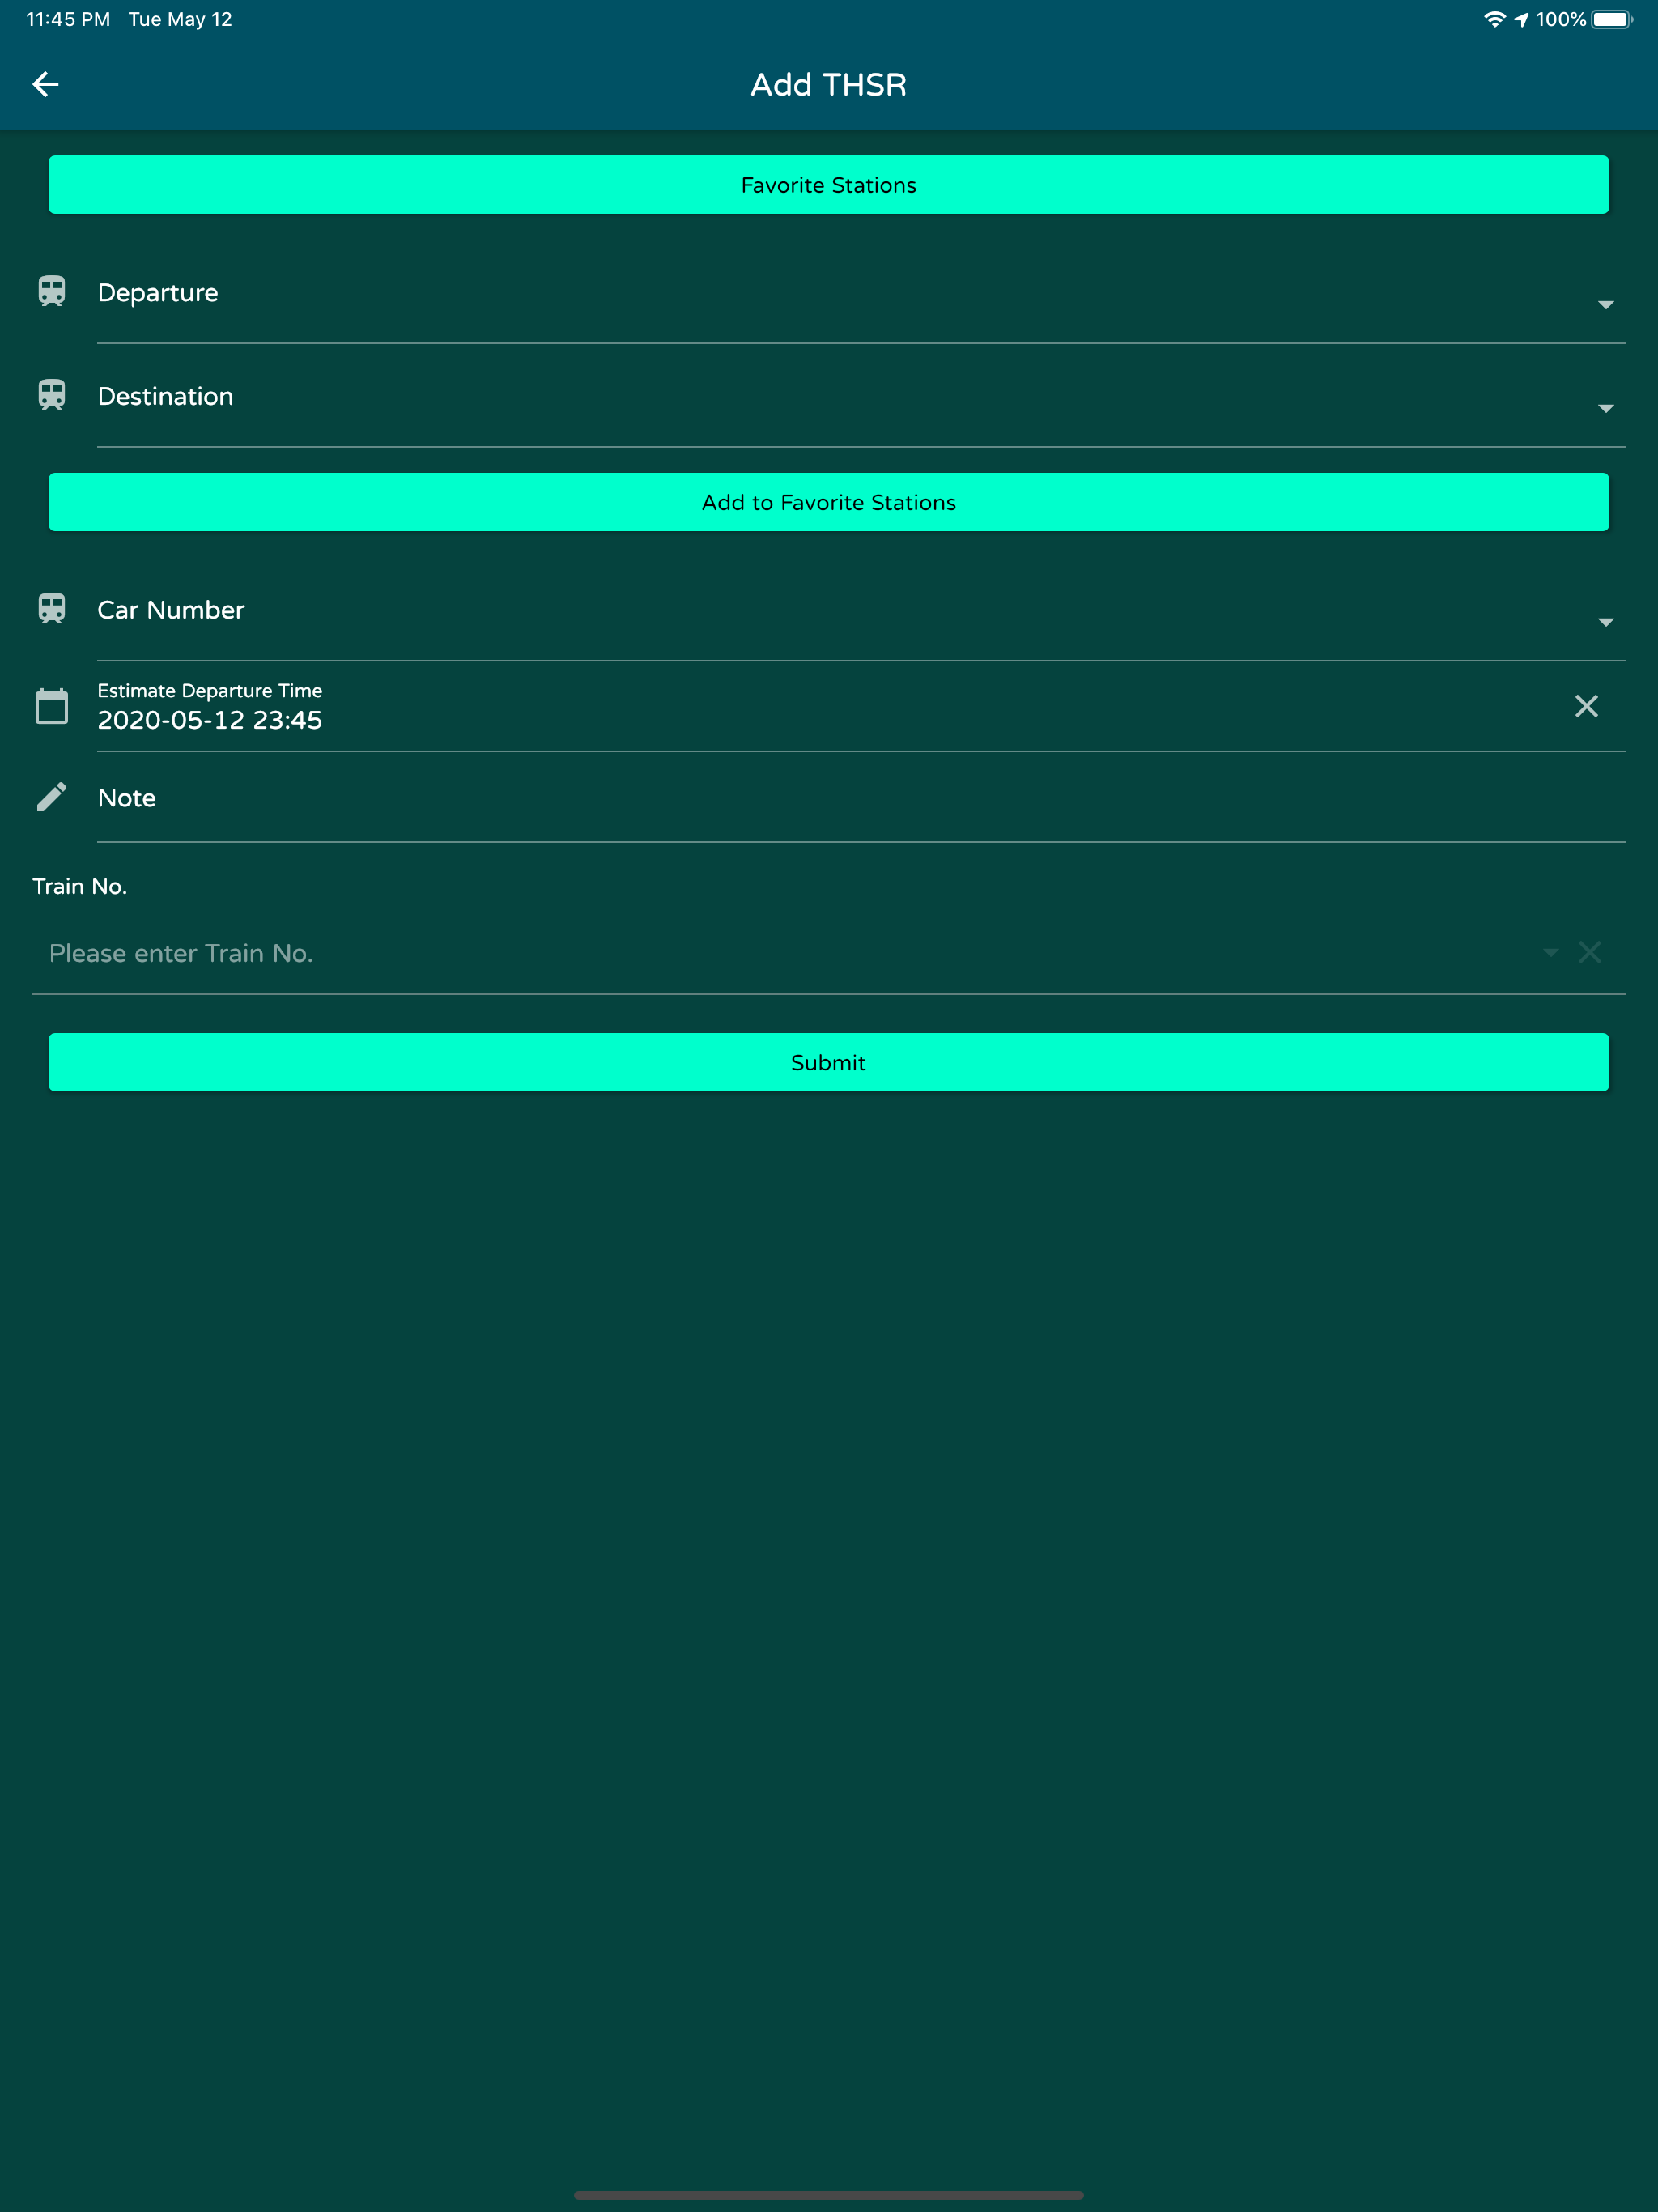 11:45 PM Tue May 12 100%
Add THSR
Favorite Stations
Departure
Destination
Add to Favorite Stations
Car Number
Estimate Departure Time
2020-05-12 23:45
Note
Train No.
Please enter Train No.
Submit